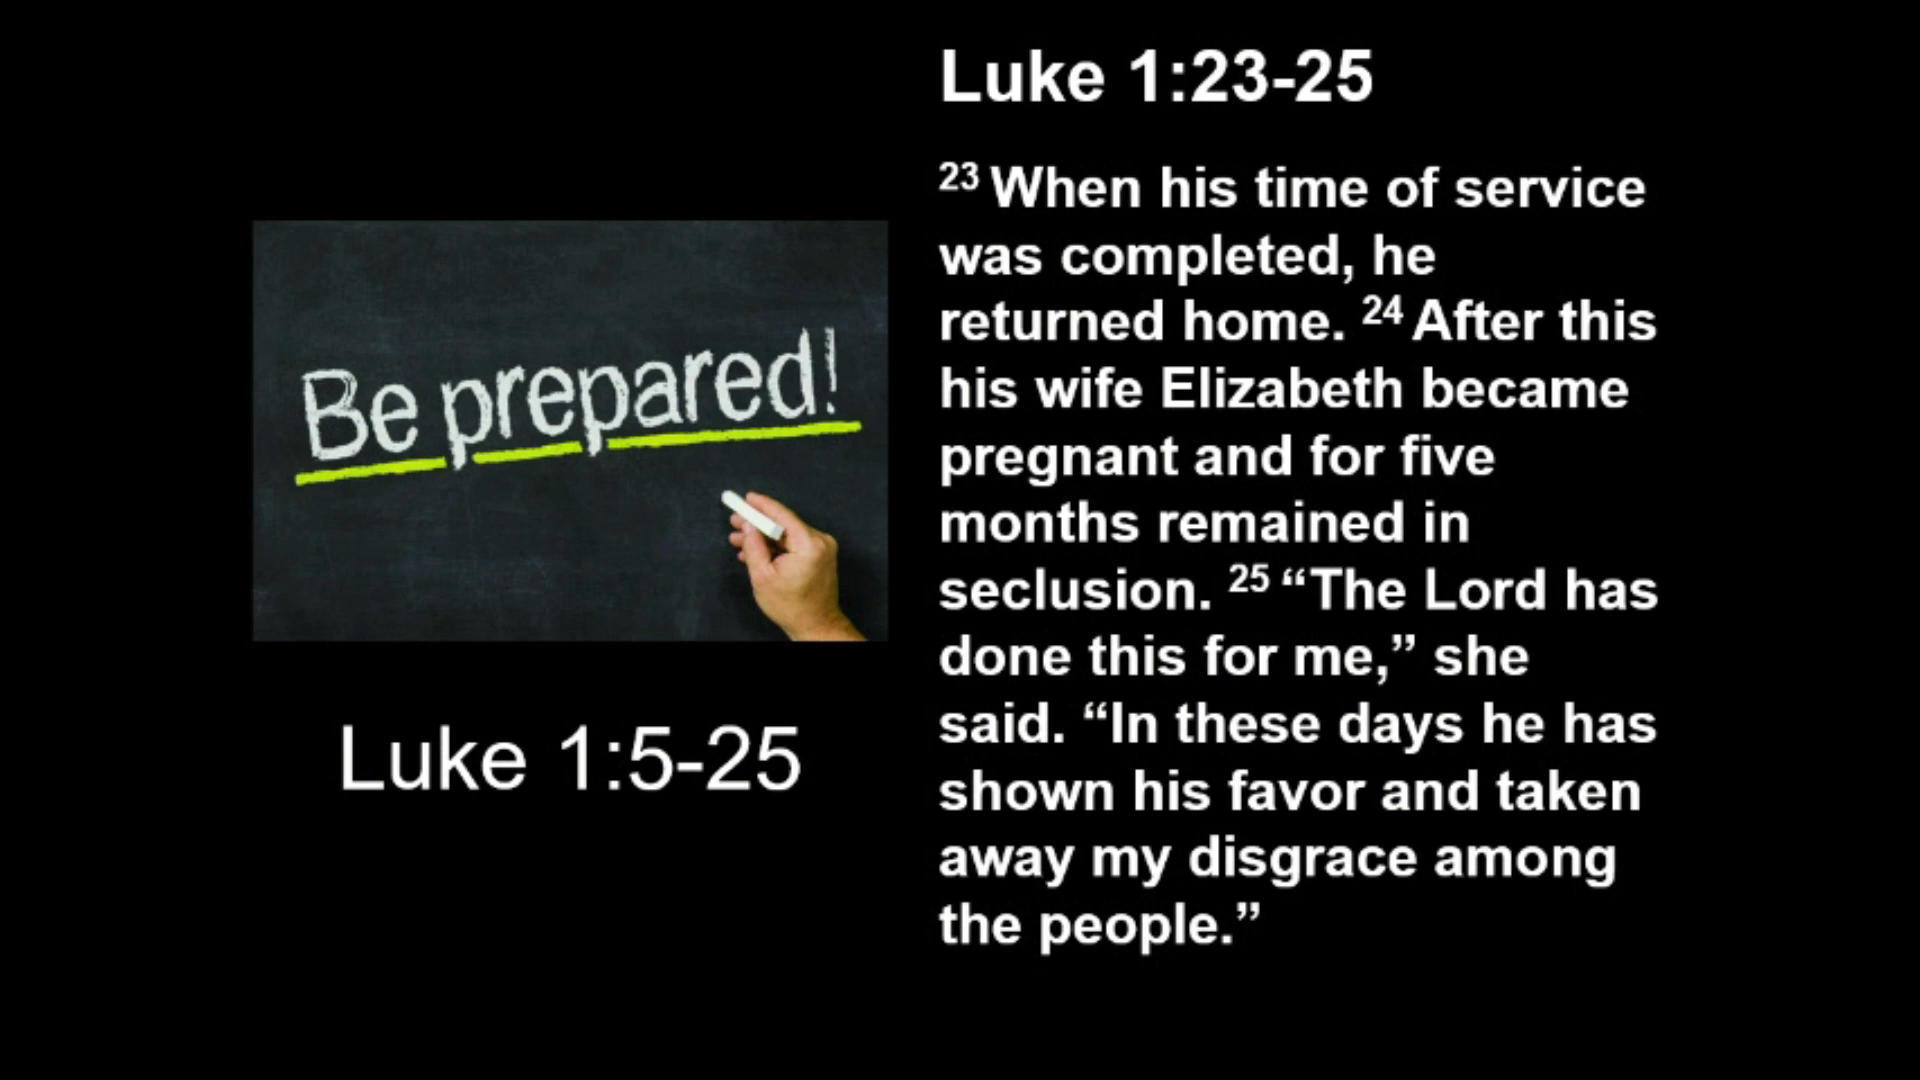 Be prepared!
Luke 1:5-25
Luke 1:23-25
23 When his time of service
was completed, he
returned home. 24 After this
his wife Elizabeth became
pregnant and for five
months remained in
seclusion. 25 “The Lord has
done this for me,” she
said. “In these days he has
shown his favor and taken
away my disgrace among
the people.”